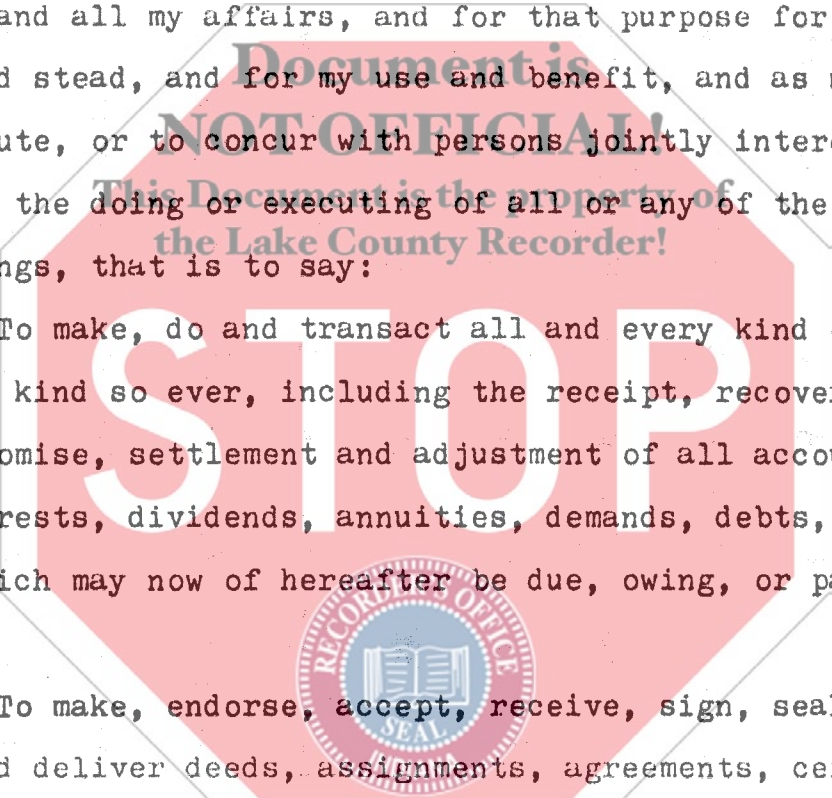 and all my affairs, and for that purpose for
Document is
d stead, and for my use and benefit, and as
NOT OFFICIAL!
ute, or to concur with persons jointly inter
This Document is the property of
the doing or executing of all or any of the
the Lake County Recorder!
ngs, that is to say:
To make, do and transact all and every kind
STOP
kind so ever, including the receipt, recove
omise, settlement and adjustment of all acco
rests, dividends, annuities, demands, debts,
ich may now of hereafter be due, owing, or pa
RECORDER'S OFFICE
To make, endorse, accept, receive, sign, seal
SEAL
INDIANA
d deliver deeds, assignments, agreements, ce